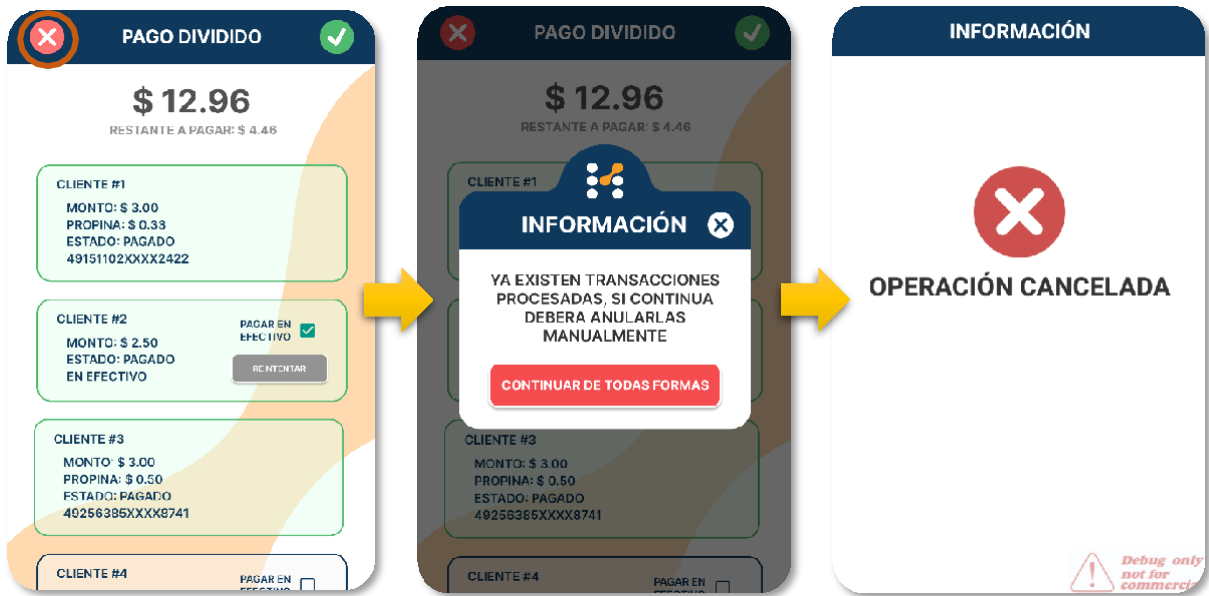 PAGO DIVIDIDO
$ 12.96
RESTANTE A PAGAR: $ 4.46
CLIENTE #1
MONTO: $ 3.00
PROPINA: $ 0.33
ESTADO: PAGADO
49151102XXXX2422
CLIENTE #2
MONTO: $ 2.50
ESTADO: PAGADO
EN EFECTIVO
PAGAR EN
EFECTIVO
REINTENTAR
CLIENTE #3
MONTO: $ 3.00
PROPINA: $ 0.50
ESTADO: PAGADO
49256385XXXX8741
CLIENTE #4
PAGAR EN
EFECTIVO
PAGO DIVIDIDO
$ 12.96
RESTANTE A PAGAR: $ 4.46
CLIENTE #1
INFORMACIÓN
YA EXISTEN TRANSACCIONES
PROCESADAS, SI CONTINUA
DEBERA ANULARLAS
MANUALMENTE
CONTINUAR DE TODAS FORMAS
CLIENTE #3
MONTO: $ 3.00
PROPINA: $ 0.50
ESTADO: PAGADO
49256385XXXX8741
CLIENTE #4
PAGAR EN
EFECTIVO
INFORMACIÓN
OPERACIÓN CANCELADA
Debug only
not for
commercia